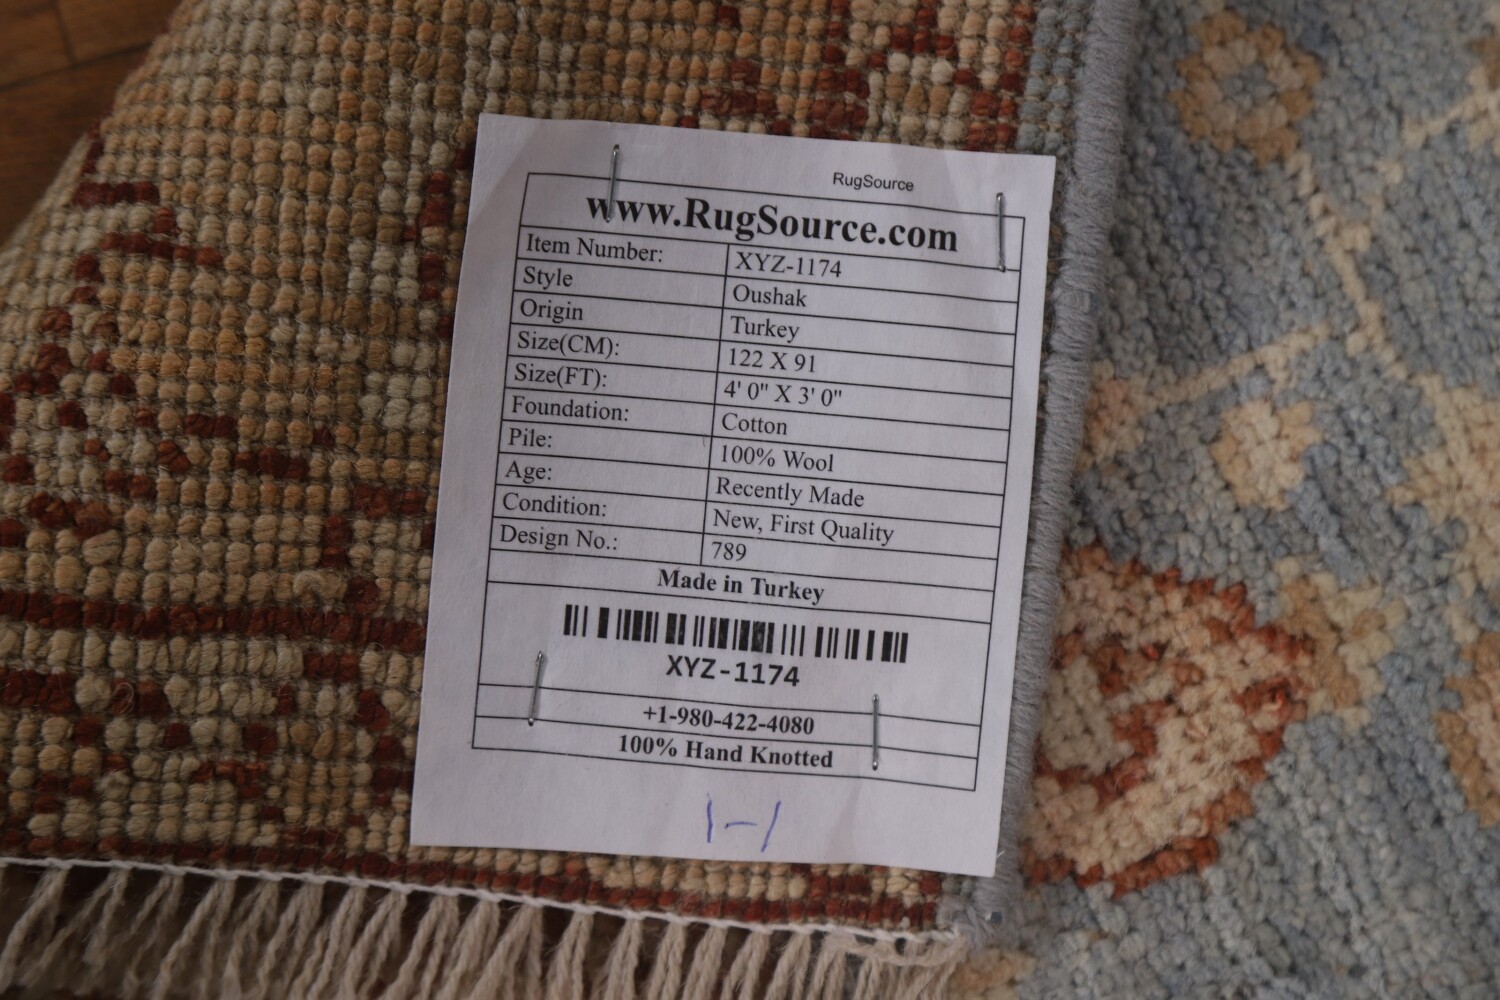 RugSource
www.RugSource.com
Item Number: XYZ-1174
Style Oushak
Origin Turkey
Size(CM): 122 X 91
Size(FT): 4' 0" X 3' 0"
Foundation: Cotton
Pile: 100% Wool
Age: Recently Made
Condition: New, First Quality
Design No.: 789
Made in Turkey
XYZ-1174
+1-980-422-4080
100% Hand Knotted
1-1